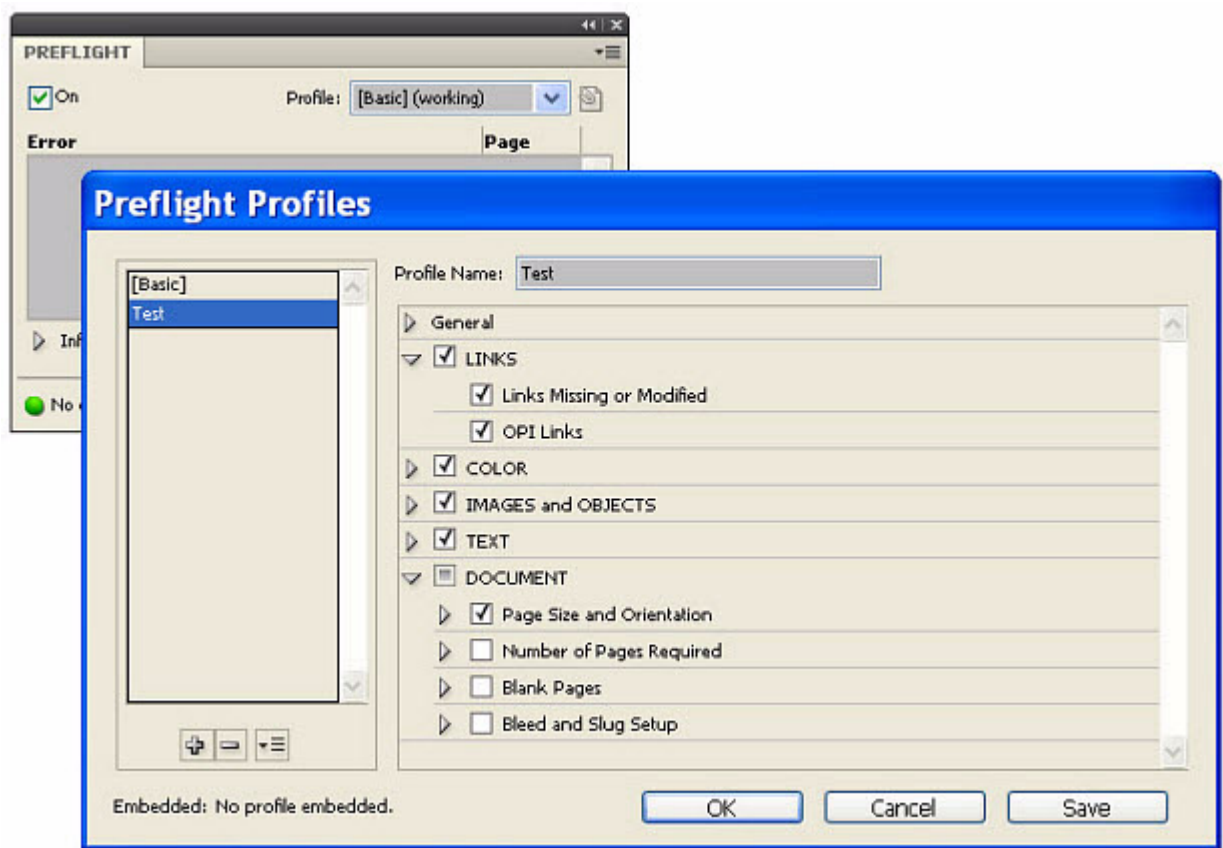 PREFLIGHT
On Profile: [Basic] (working)
Error Page
Preflight Profiles
[Basic]
Test
Profile Name: Test
General
LINKS
Links Missing or Modified
OPI Links
COLOR
IMAGES and OBJECTS
TEXT
DOCUMENT
Page Size and Orientation
Number of Pages Required
Blank Pages
Bleed and Slug Setup
No
Embedded: No profile embedded.
OK Cancel Save